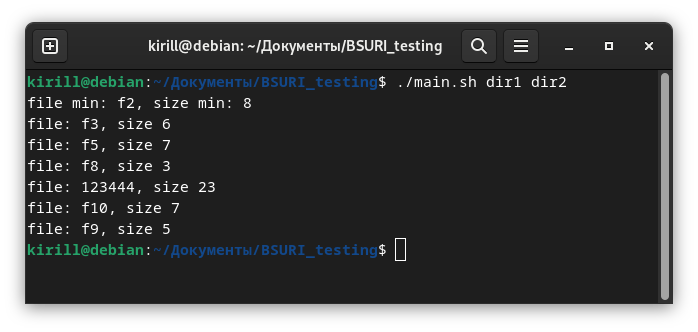 kirill@debian: ~/Документы/BSURI_testing
kirill@debian:~/Документы/BSURI_testing$ ./main.sh dir1 dir2
file min: f2, size min: 8
file: f3, size 6
file: f5, size 7
file: f8, size 3
file: 123444, size 23
file: f10, size 7
file: f9, size 5
kirill@debian:~/Документы/BSURI_testing$